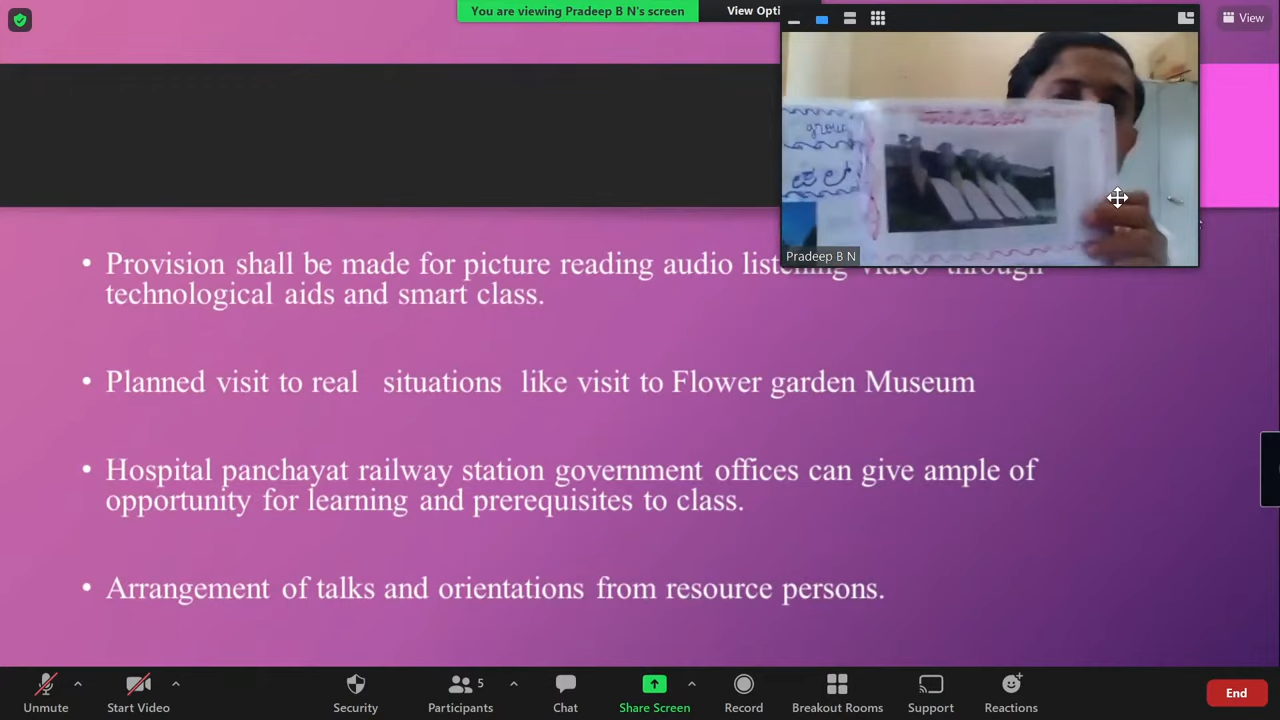 You are viewing Pradeep B N's screen
View Opti
View
grew
Pradeep B N
• Provision shall be made for picture reading audio listening video through
technological aids and smart class.
• Planned visit to real situations like visit to Flower garden Museum
• Hospital panchayat railway station government offices can give ample of
opportunity for learning and prerequisites to class.
• Arrangement of talks and orientations from resource persons.
Unmute
Start Video
Security
Participants
5
Chat
Share Screen
Record
Breakout Rooms
Support
Reactions
End